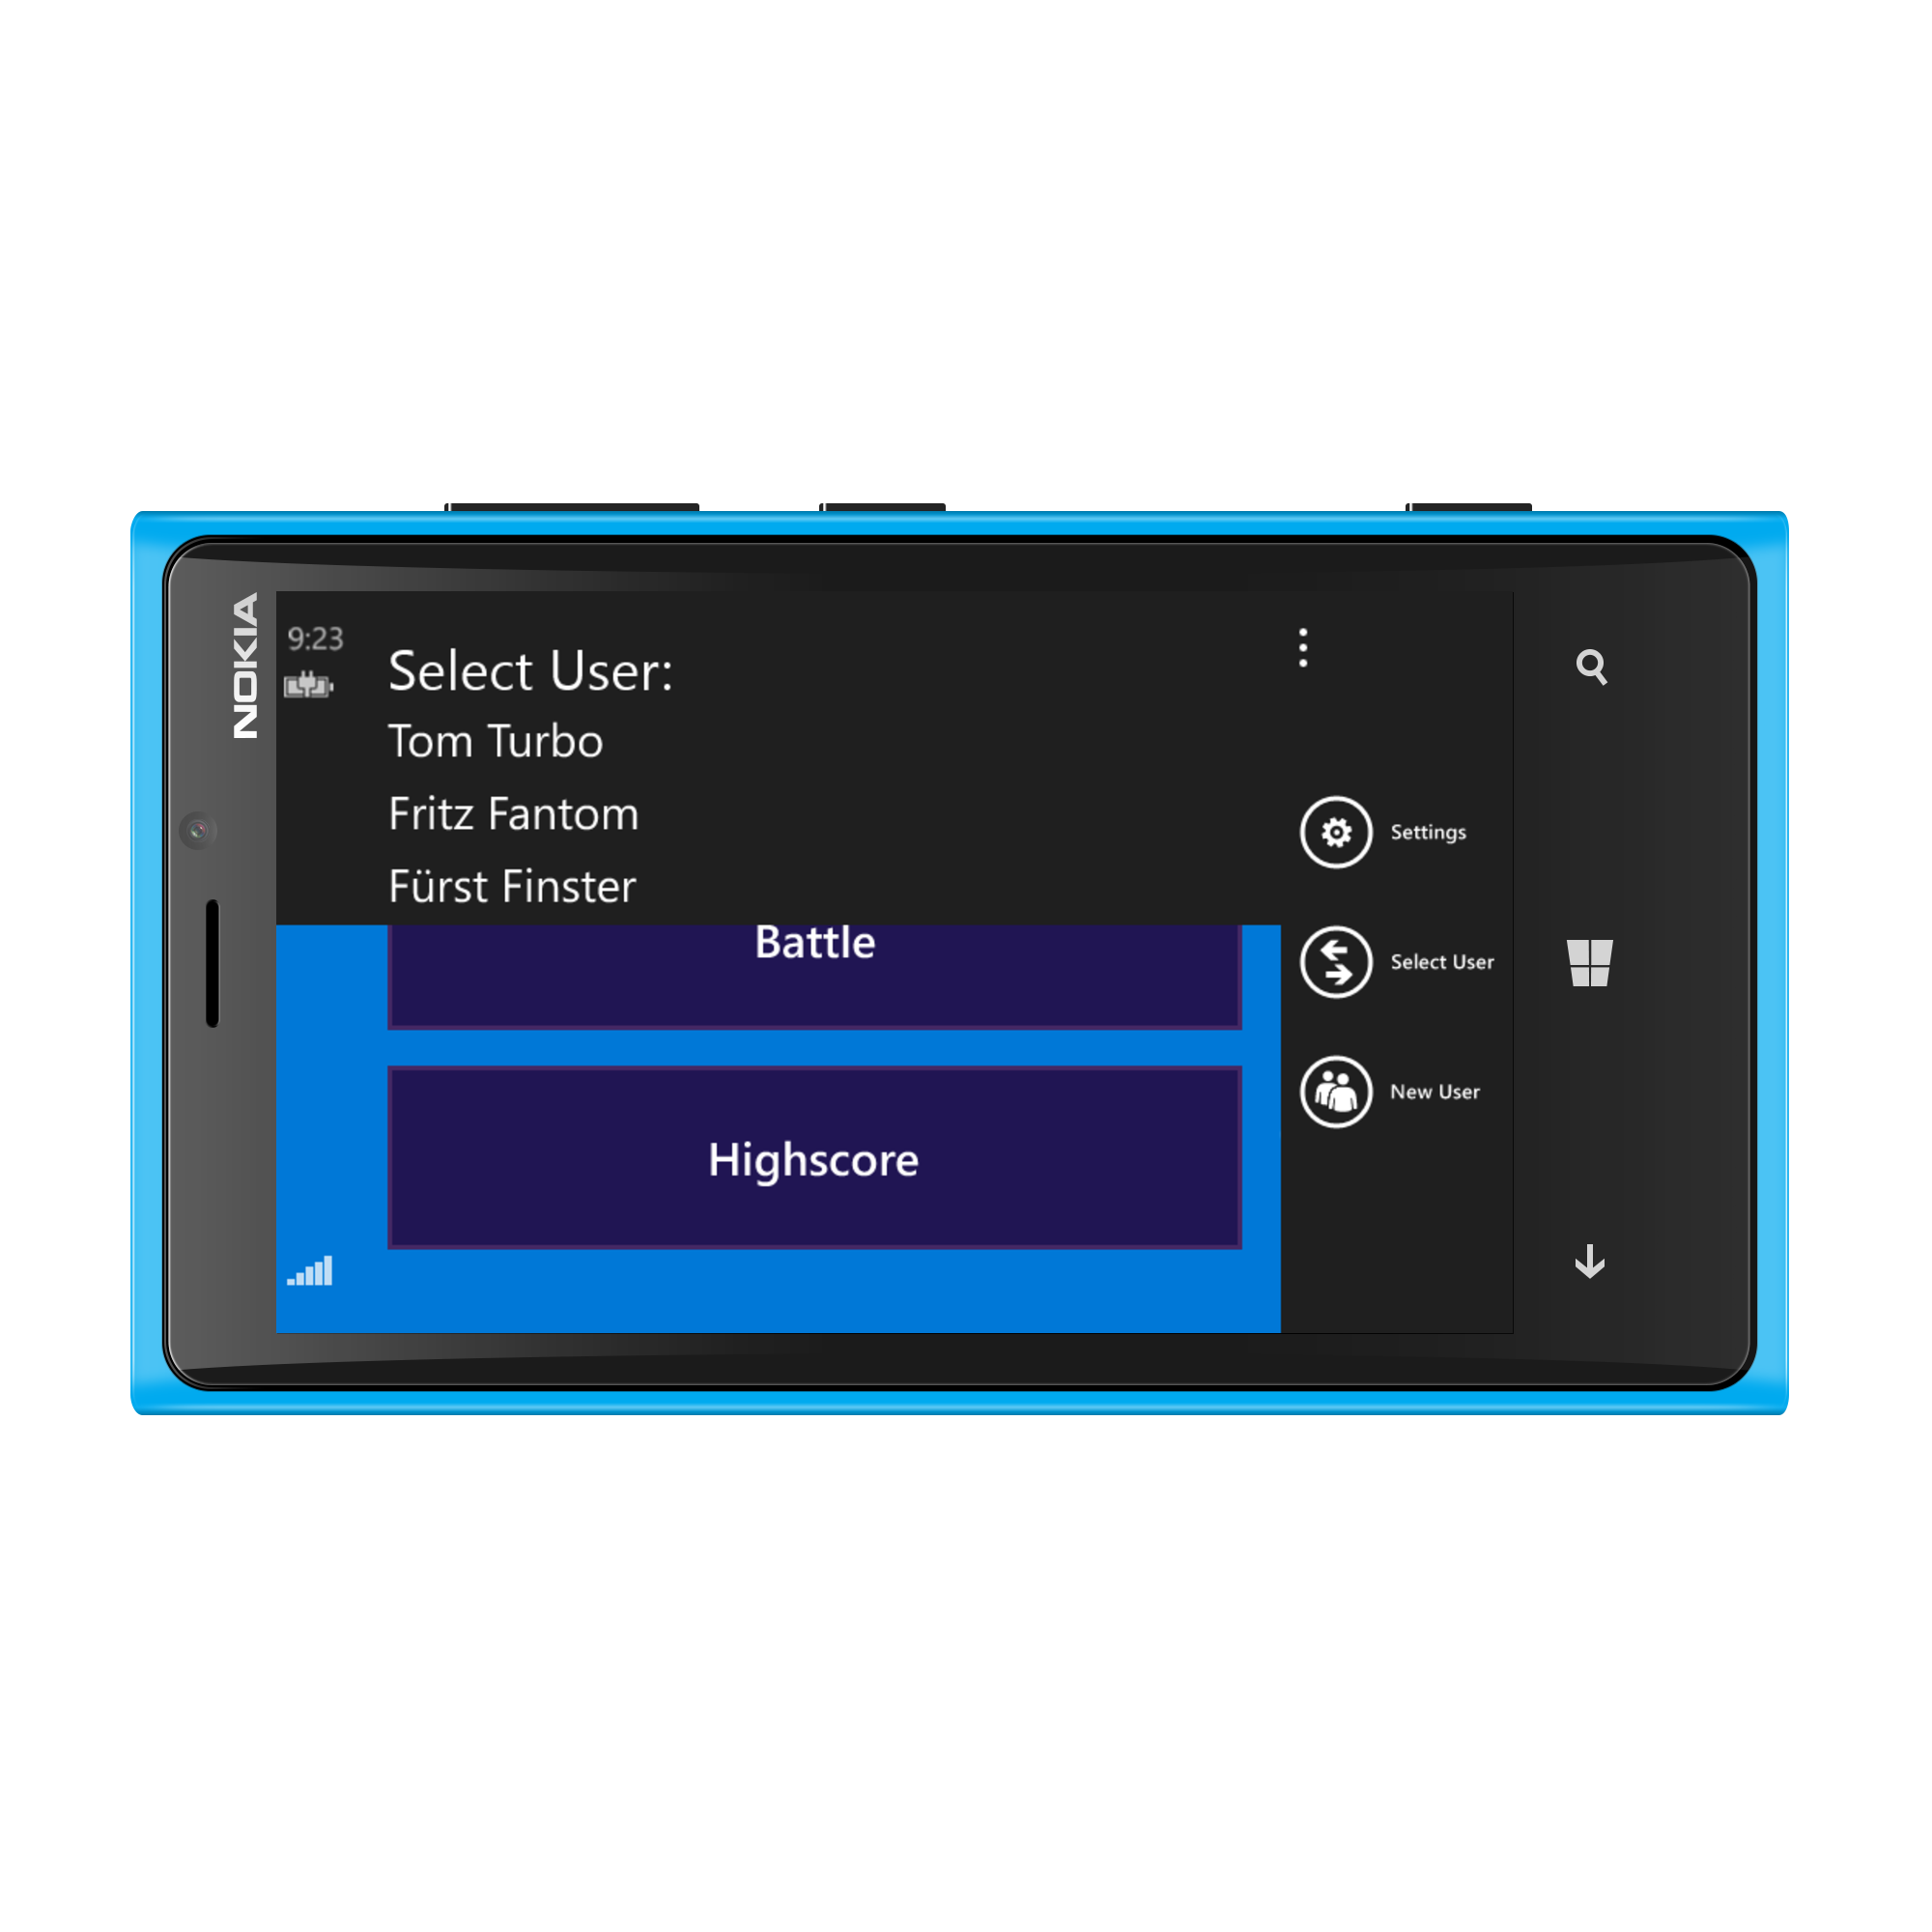 NOKIA
9:23
Select User:
Tom Turbo
Fritz Fantom
Fürst Finster
Battle
Highscore
Settings
Select User
New User